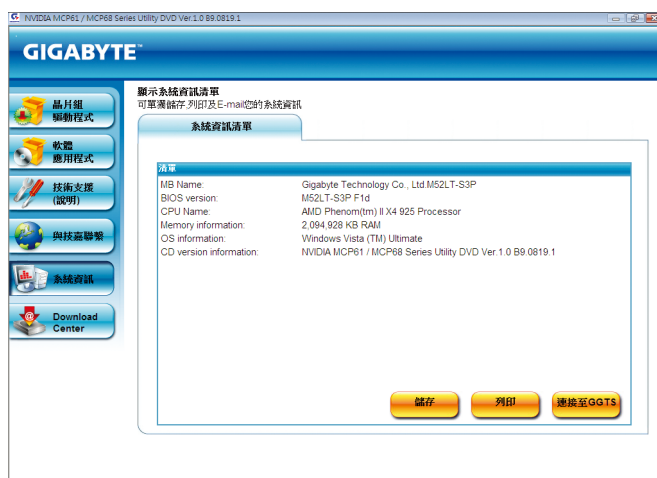 NVIDIA MCP61 / MCP68 Series Utility DVD Ver.1.0 B9.0819.1
GIGABYTE™
晶片組
驅動程式
軟體
應用程式
技術支援
(說明)
與技嘉聯繫
系統資訊
Download
Center
顯示系統資訊清單
可單獨儲存,列印及E-mail您的系統資訊
系統資訊清單
清單
MB Name: Gigabyte Technology Co., Ltd.M52LT-S3P
BIOS version: M52LT-S3P F1d
CPU Name: AMD Phenom(tm) II X4 925 Processor
Memory information: 2,094,928 KB RAM
OS information: Windows Vista (TM) Ultimate
CD version information: NVIDIA MCP61 / MCP68 Series Utility DVD Ver.1.0 B9.0819.1
儲存 列印 連接至GGTS